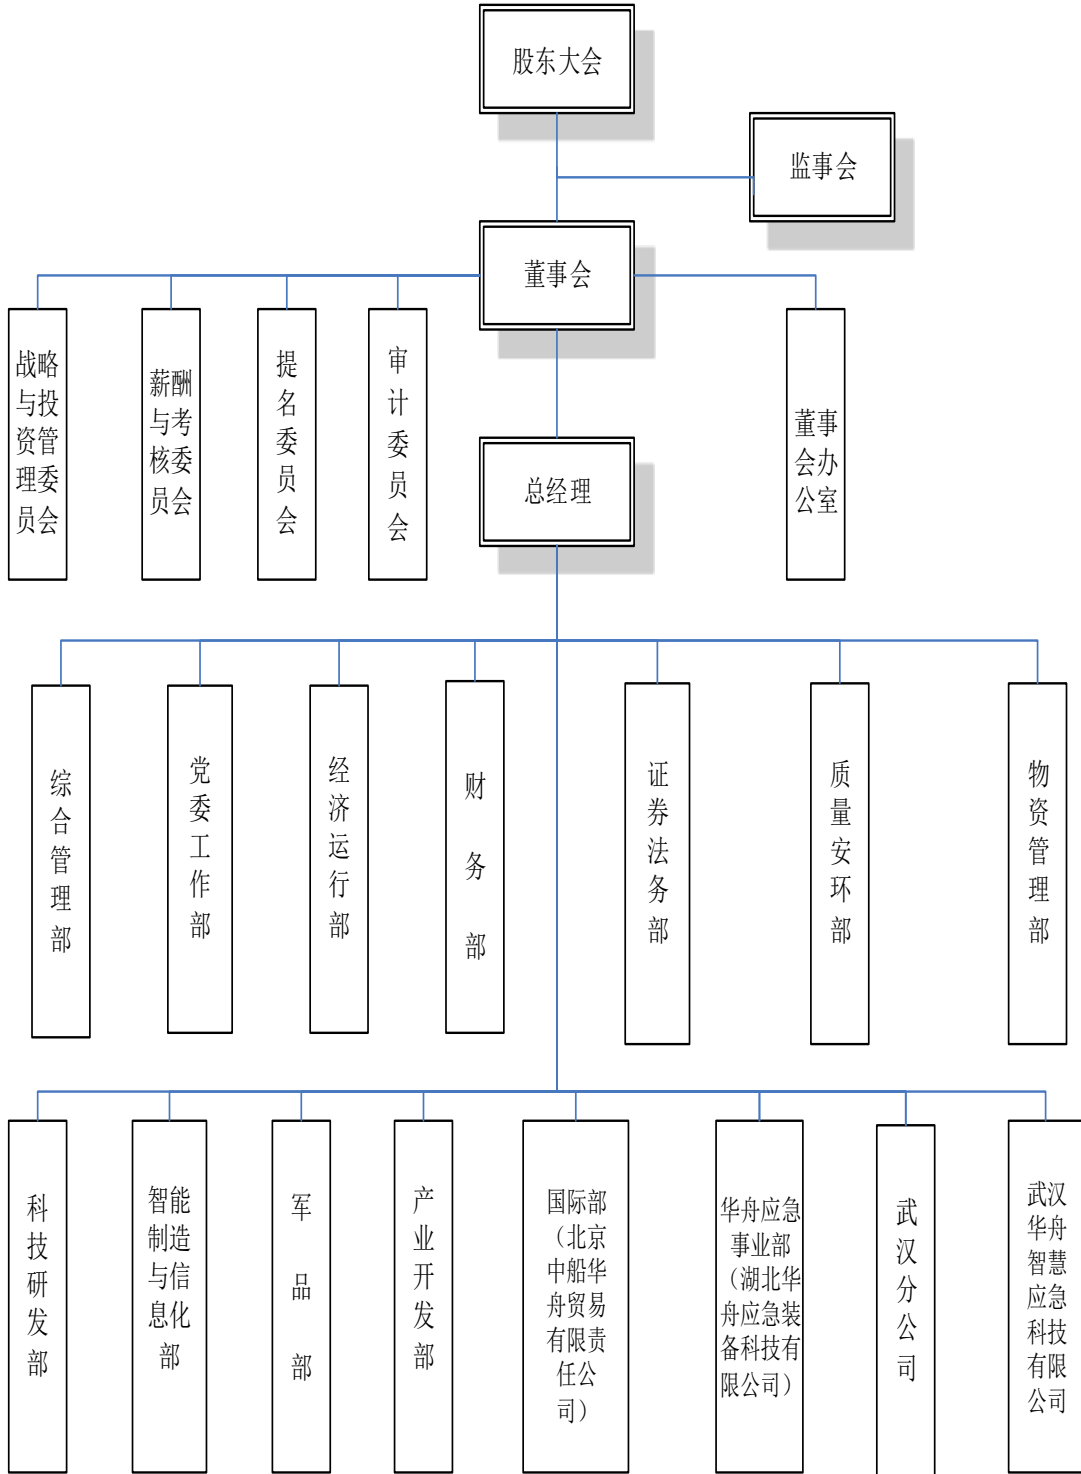 股东大会
监事会
董事会
战略
与投
资管
理委
员会
薪酬
与考
核委
员会
提
名
委
员
会
审
计
委
员
会
董事
会办
公室
总经理
综
合
管
理
部
党
委
工
作
部
经
济
运
行
部
财
务
部
证
券
法
务
部
质
量
安
环
部
物
资
管
理
部
科
技
研
发
部
智能
制造
与信
息化
部
军
品
部
产
业
开
发
部
国际部
（北京
中船华
舟贸易
有限责
任公
司）
华舟应急
事业部
（湖北华
舟应急装
备科技有
限公司）
武
汉
分
公
司
武汉
华舟
智慧
应急
科技
有限
公司